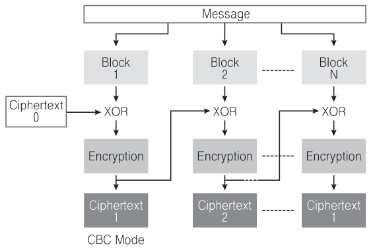 Message
Block
1
Block
2
Block
N
Ciphertext
0
XOR
XOR
XOR
Encryption
Encryption
Encryption
Ciphertext
1
Ciphertext
2
Ciphertext
1
CBC Mode